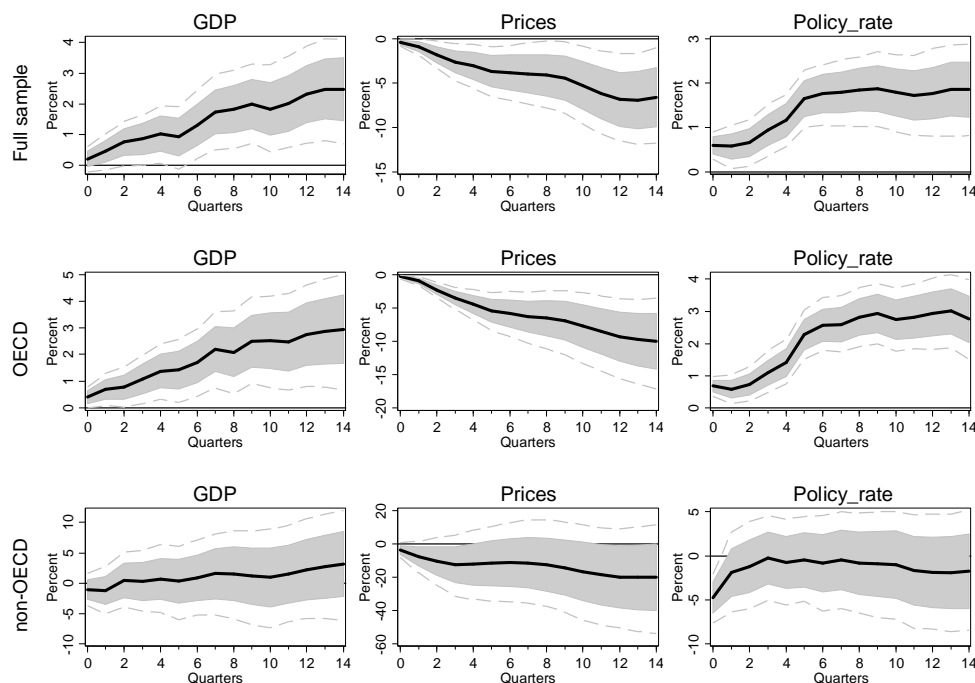 GDP Prices Policy_rate
Full sample
Percent
0 1 2 3 4
0 2 4 6 8 10 12 14
Quarters
Percent
-15 -10 -5 0
0 2 4 6 8 10 12 14
Quarters
Percent
0 1 2 3
0 2 4 6 8 10 12 14
Quarters
GDP Prices Policy_rate
OECD
Percent
0 1 2 3 4 5
0 2 4 6 8 10 12 14
Quarters
Percent
-20 -15 -10 -5 0
0 2 4 6 8 10 12 14
Quarters
Percent
0 1 2 3 4
0 2 4 6 8 10 12 14
Quarters
GDP Prices Policy_rate
non-OECD
Percent
-10 -5 0 5 10
0 2 4 6 8 10 12 14
Quarters
Percent
-60 -40 -20 0 20
0 2 4 6 8 10 12 14
Quarters
Percent
-10 -5 0 5
0 2 4 6 8 10 12 14
Quarters